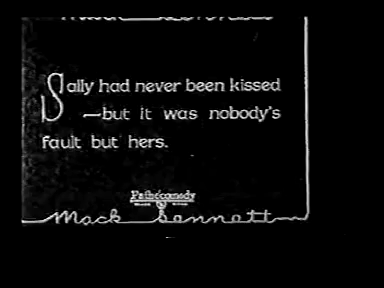 Sally had never been kissed
—but it was nobody's
fault but hers.
Pathécomedy
Mack Sennett